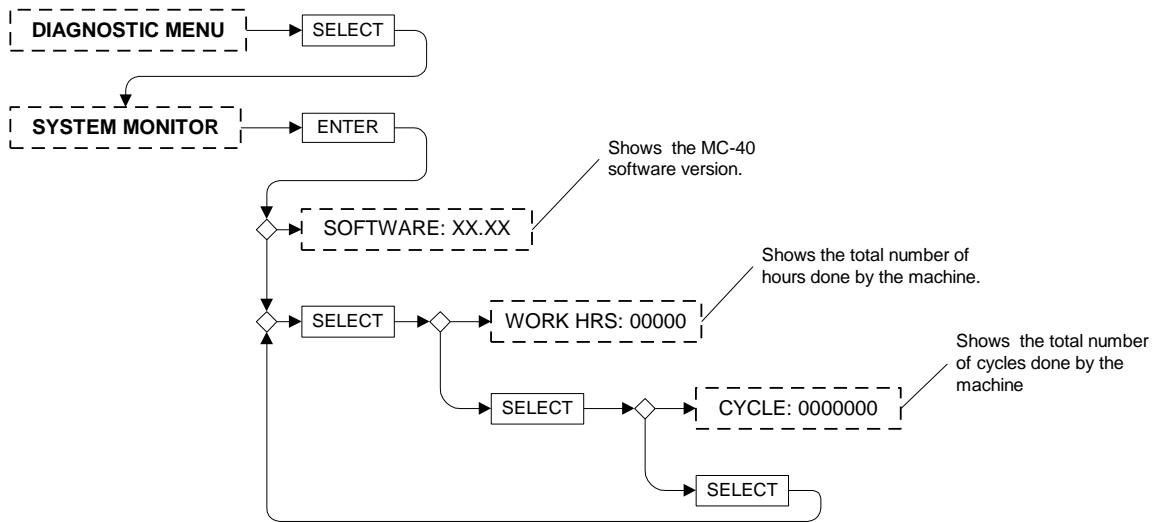 DIAGNOSTIC MENU
SELECT
SYSTEM MONITOR
ENTER
Shows the MC-40
software version.
SOFTWARE: XX.XX
Shows the total number of
hours done by the machine.
SELECT
WORK HRS: 00000
Shows the total number
of cycles done by the
machine
SELECT
CYCLE: 0000000
SELECT